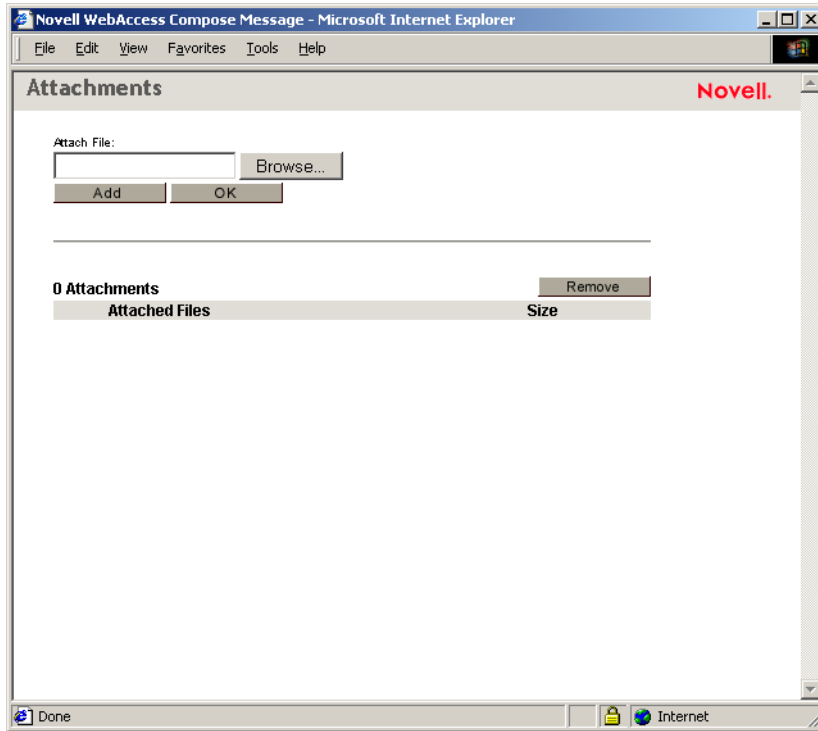 Novell WebAccess Compose Message - Microsoft Internet Explorer
File Edit View Favorites Tools Help
Attachments Novell.
Attach File:
Browse...
Add OK
0 Attachments Remove
Attached Files Size
Done Internet